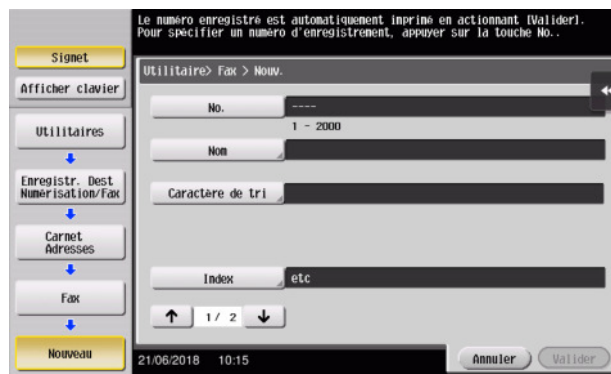 Le numéro enregistré est automatiquement imprimé en actionnant [Valider].
Pour spécifier un numéro d'enregistrement, appuyer sur la touche No..
Signet
Afficher clavier
Utilitaires
Enregistr. Dest
Numérisation/Fax
Carnet
Adresses
Fax
Nouveau
Utilitaire> Fax > Nouv.
No.
----
1 - 2000
Nom
Caractère de tri
Index
etc
1/ 2
21/06/2018 10:15
Annuler
Valider